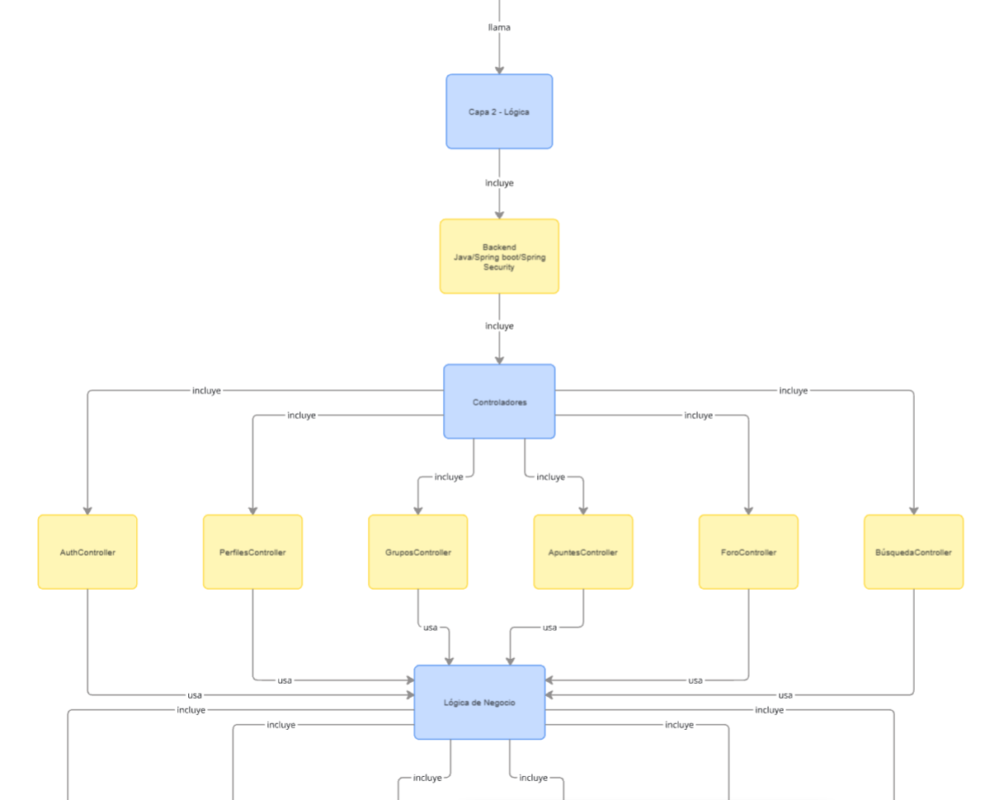 llama
Capa 2 - Lógica
incluye
Backend
Java/Spring boot/Spring
Security
incluye
Controladores
incluye
incluye
incluye
incluye
incluye
incluye
AuthController
PerfilesController
GruposController
ApuntesController
ForoController
BúsquedaController
usa
usa
usa
usa
usa
usa
Lógica de Negocio
incluye
incluye
incluye
incluye
incluye
incluye